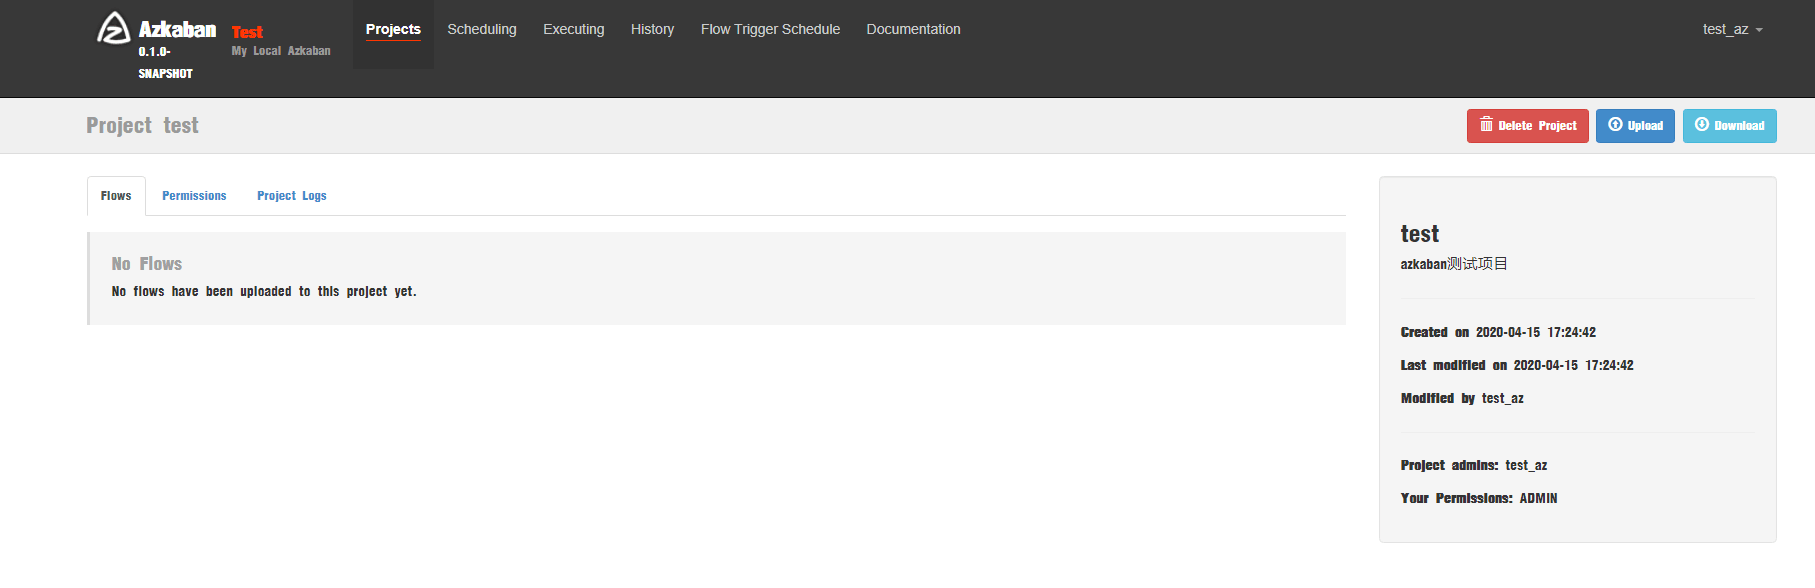 Azkaban
0.1.0-
SNAPSHOT
Test
My Local Azkaban
Projects
Scheduling
Executing
History
Flow Trigger Schedule
Documentation
test_az
Project test
Delete Project
Upload
Download
Flows
Permissions
Project Logs
No Flows
No flows have been uploaded to this project yet.
test
azkaban测试项目
Created on 2020-04-15 17:24:42
Last modified on 2020-04-15 17:24:42
Modified by test_az
Project admins: test_az
Your Permissions: ADMIN